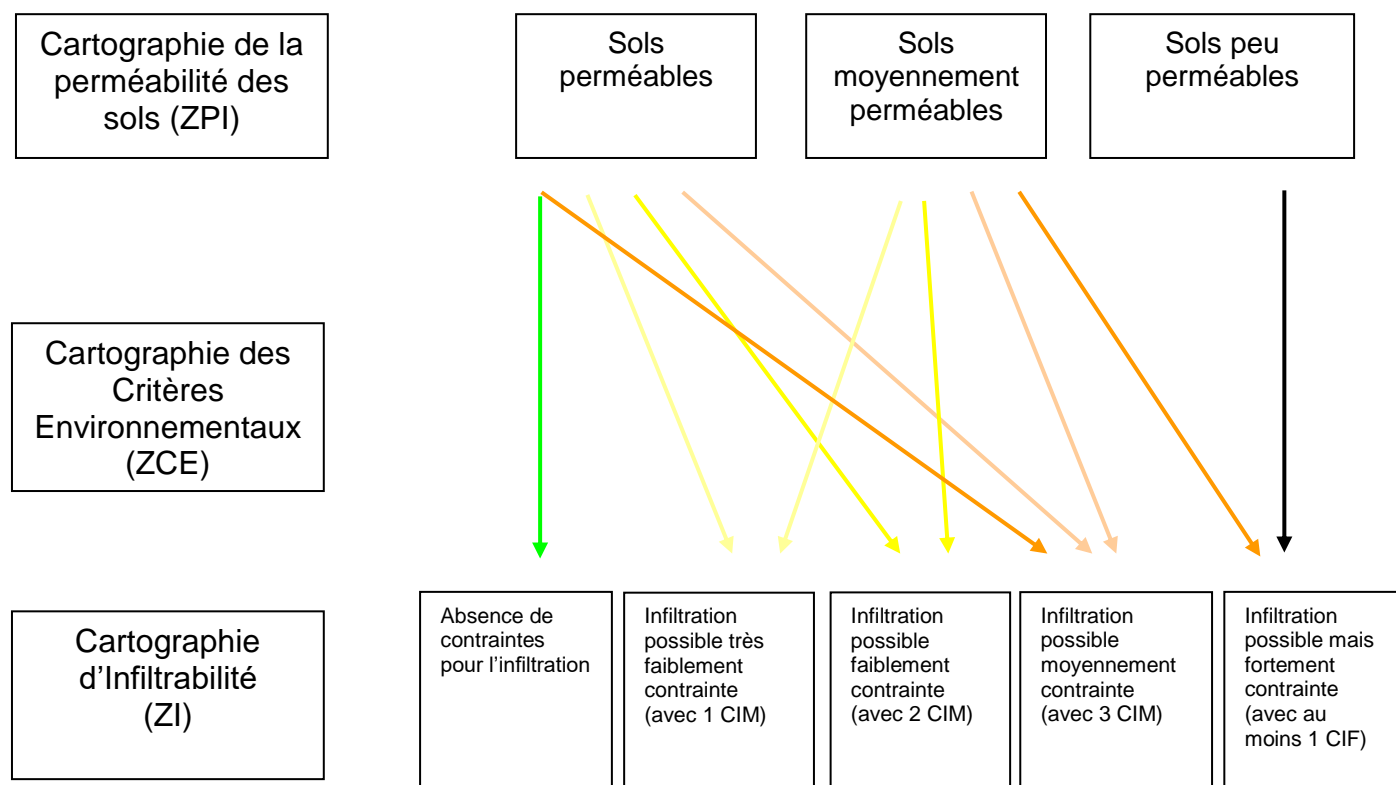 Cartographie de la
perméabilité des
sols (ZPI)
Sols
perméables
Sols
moyennement
perméables
Sols peu
perméables
Cartographie des
Critères
Environnementaux
(ZCE)
Cartographie
d’Infiltrabilité
(ZI)
Absence de
contraintes
pour l’infiltration
Infiltration
possible très
faiblement
contrainte
(avec 1 CIM)
Infiltration
possible
faiblement
contrainte
(avec 2 CIM)
Infiltration
possible
moyennement
contrainte
(avec 3 CIM)
Infiltration
possible mais
fortement
contrainte
(avec au
moins 1 CIF)